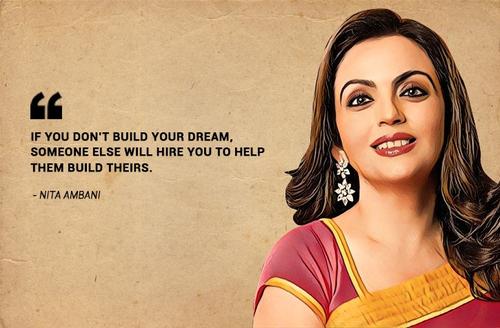 IF YOU DON'T BUILD YOUR DREAM,
SOMEONE ELSE WILL HIRE YOU TO HELP
THEM BUILD THEIRS.
- NITA AMBANI